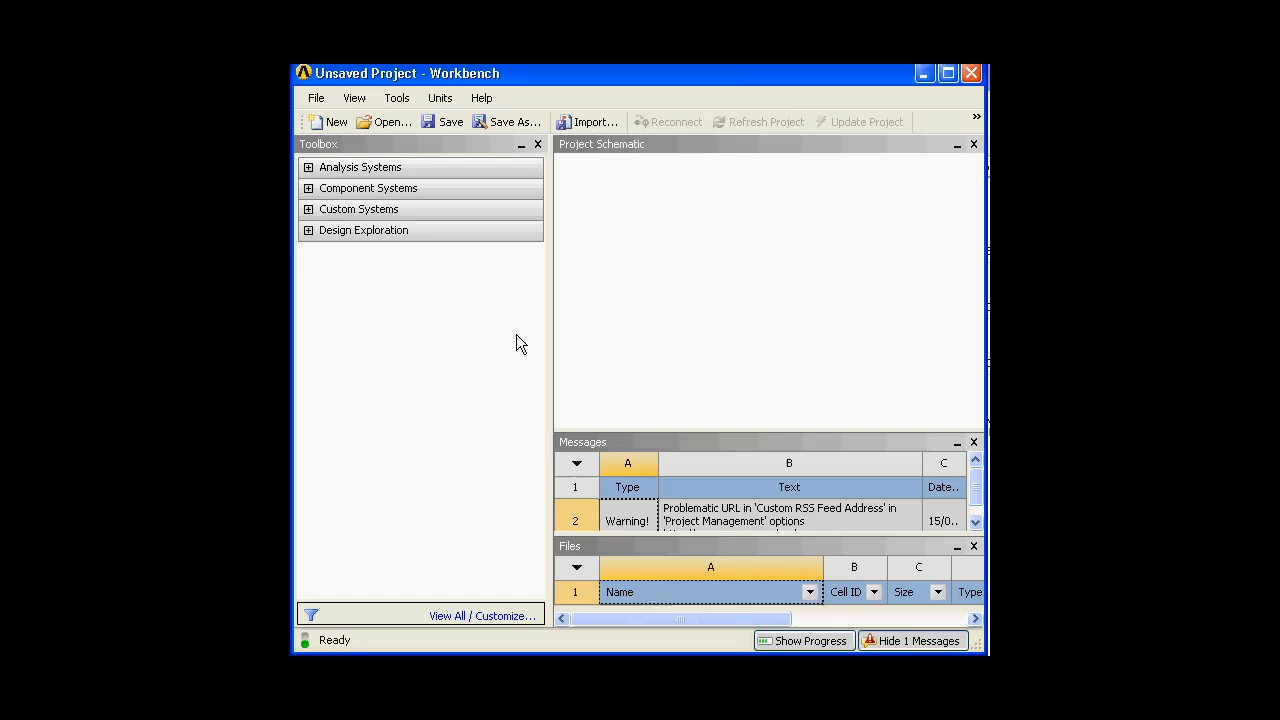 Unsaved Project - Workbench
File View Tools Units Help
New Open... Save Save As... Import... Reconnect Refresh Project Update Project »
Toolbox
Analysis Systems
Component Systems
Custom Systems
Design Exploration
View All / Customize...
Project Schematic
Messages
A B C
1 Type Text Date..
2 Warning! Problematic URL in 'Custom RSS Feed Address' in
'Project Management' options
15/0..
Files
A B C
1 Name Cell ID Size Type
Ready Show Progress Hide 1 Messages